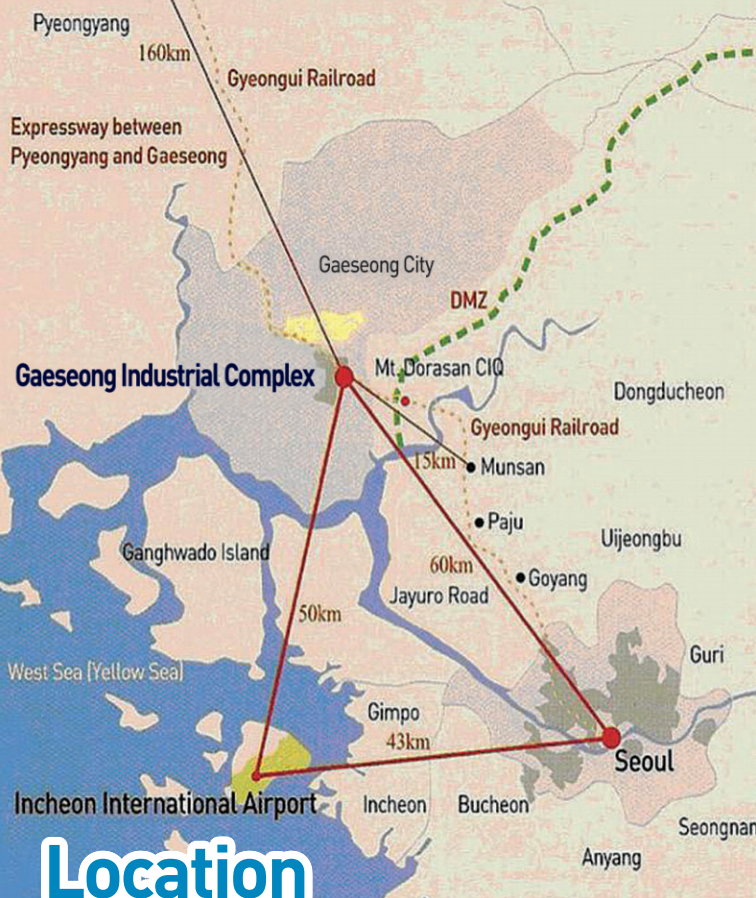 Pyeongyang
160km
Gyeongui Railroad
Expressway between
Pyeongyang and Gaeseong
Gaeseong City
DMZ
Gaeseong Industrial Complex
Mt. Dorasan CIQ
Dongducheon
Gyeongui Railroad
15km
Munsan
Paju
Uijeongbu
Ganghwado Island
60km
Goyang
Jayuro Road
50km
Guri
West Sea (Yellow Sea)
Gimpo
43km
Seoul
Incheon International Airport
Incheon
Bucheon
Seongnan
Anyang
Location